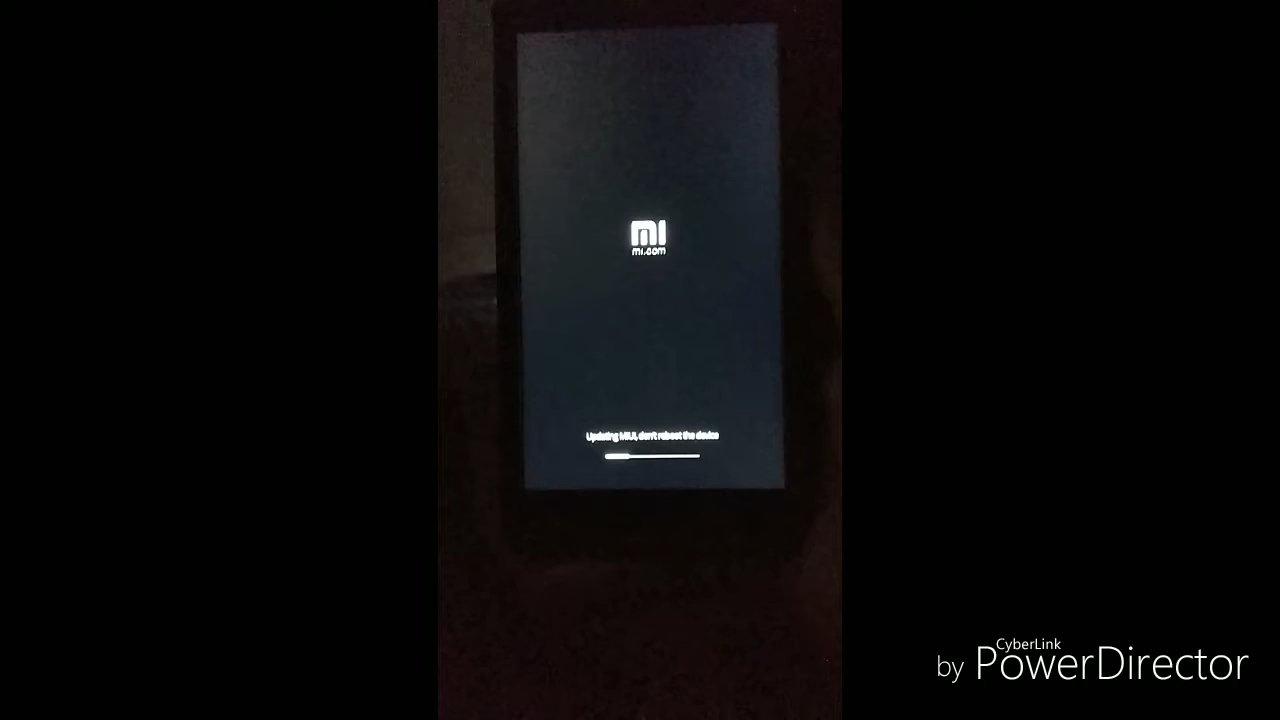 mi
mi.com
Updating MIUI, don't reboot the device
CyberLink
by PowerDirector